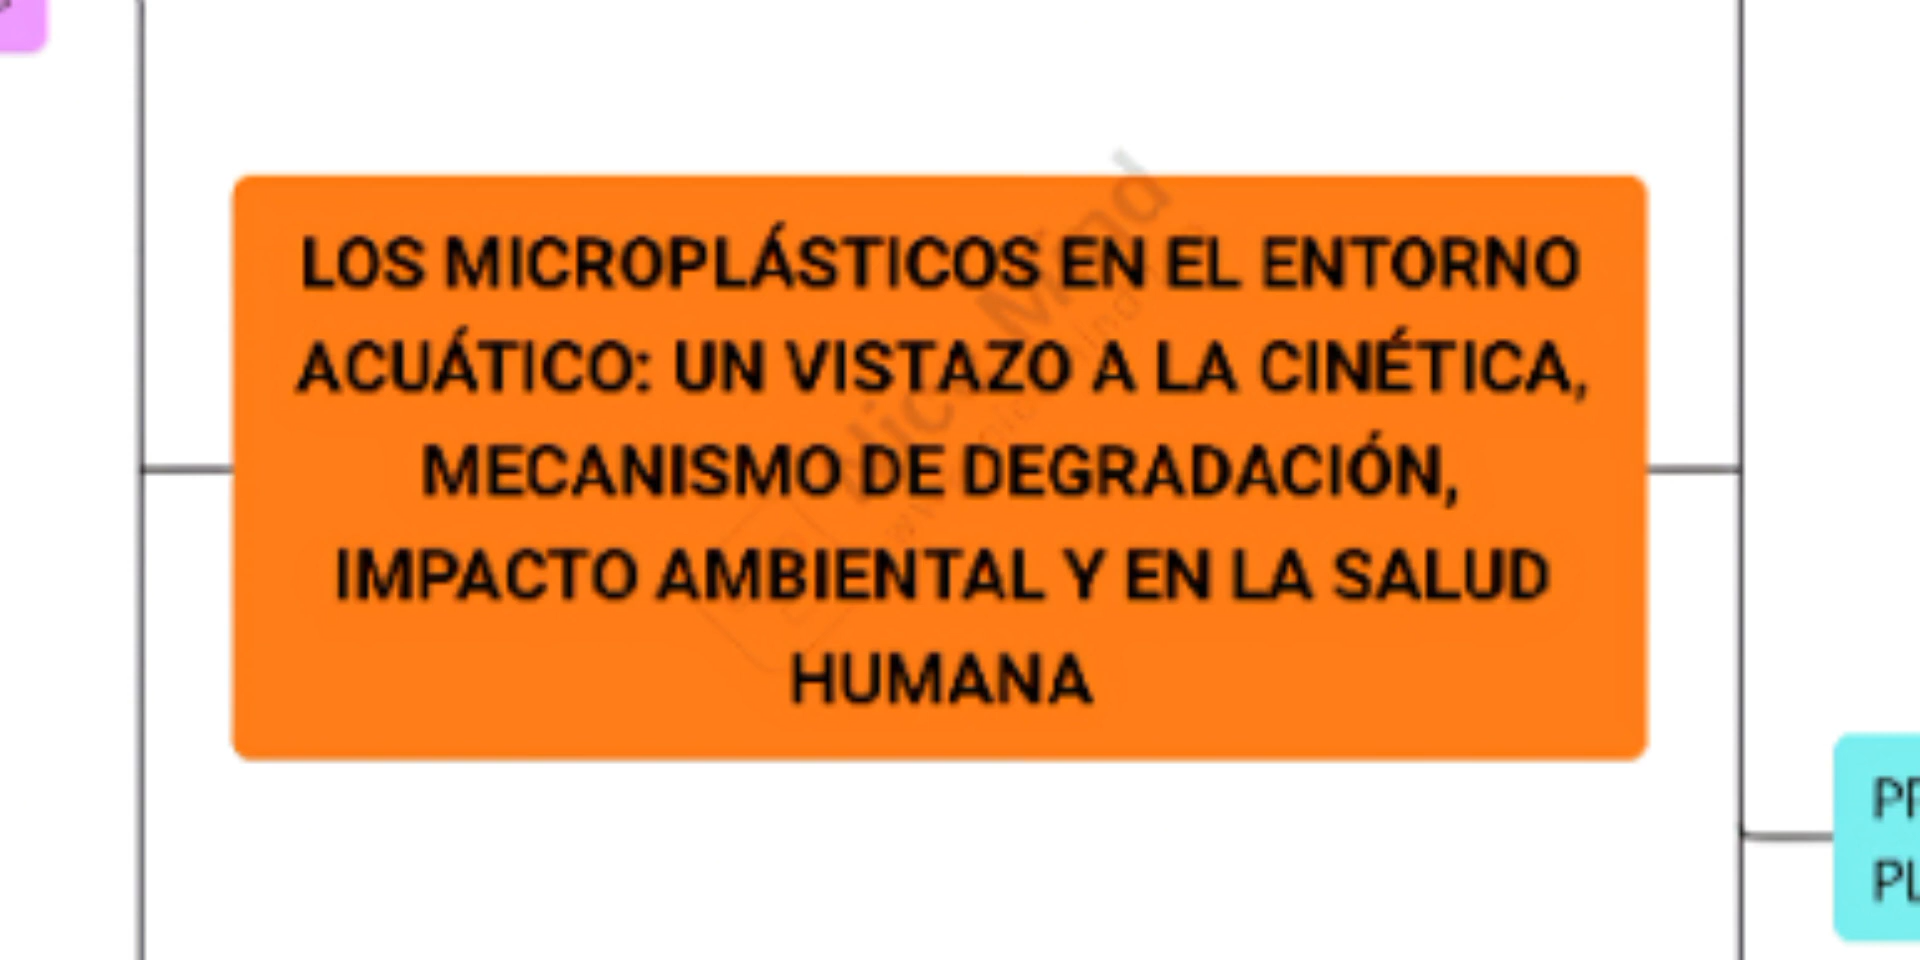 LOS MICROPLÁSTICOS EN EL ENTORNO
ACUÁTICO: UN VISTAZO A LA CINÉTICA,
MECANISMO DE DEGRADACIÓN,
IMPACTO AMBIENTAL Y EN LA SALUD
HUMANA